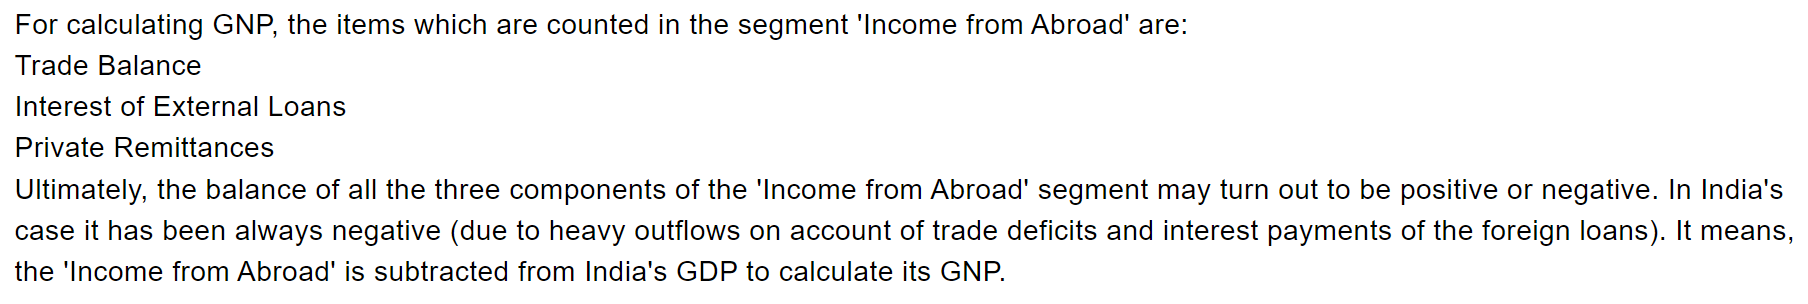 For calculating GNP, the items which are counted in the segment 'Income from Abroad' are:
Trade Balance
Interest of External Loans
Private Remittances
Ultimately, the balance of all the three components of the 'Income from Abroad' segment may turn out to be positive or negative. In India's
case it has been always negative (due to heavy outflows on account of trade deficits and interest payments of the foreign loans). It means,
the 'Income from Abroad' is subtracted from India's GDP to calculate its GNP.